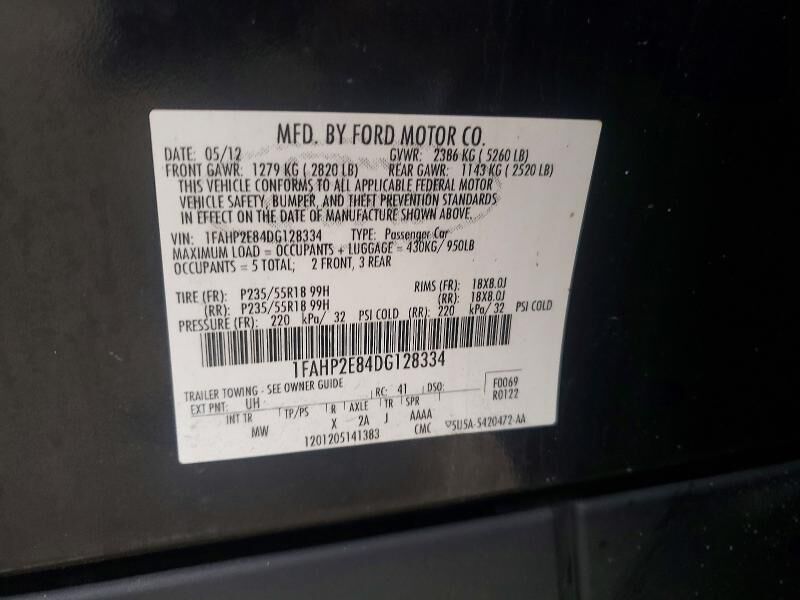 MFD. BY FORD MOTOR CO.
DATE: 05/12 GVWR: 2386 KG ( 5260 LB)
FRONT GAWR: 1279 KG ( 2820 LB) REAR GAWR: 1143 KG ( 2520 LB)
THIS VEHICLE CONFORMS TO ALL APPLICABLE FEDERAL MOTOR
VEHICLE SAFETY, BUMPER, AND THEFT PREVENTION STANDARDS
IN EFFECT ON THE DATE OF MANUFACTURE SHOWN ABOVE.
VIN: 1FAHP2E84DG128334 TYPE: Passenger Car
MAXIMUM LOAD = OCCUPANTS + LUGGAGE = 430KG/ 950LB
OCCUPANTS = 5 TOTAL; 2 FRONT, 3 REAR
TIRE (FR): P235/55R18 99H RIMS (FR): 18X8.0J
(RR): P235/55R18 99H (RR): 18X8.0J
PRESSURE (FR): 220 kPa/ 32 PSI COLD (RR): 220 kPa/ 32 PSI COLD
1FAHP2E84DG128334
TRAILER TOWING - SEE OWNER GUIDE
EXT PNT: UH RC: 41 DSO: F0069
R0122
INT TR TP/PS R AXLE TR SPR
MW X 2A J AAAA
1201205141383 CMC 5U5A-5420472-AA